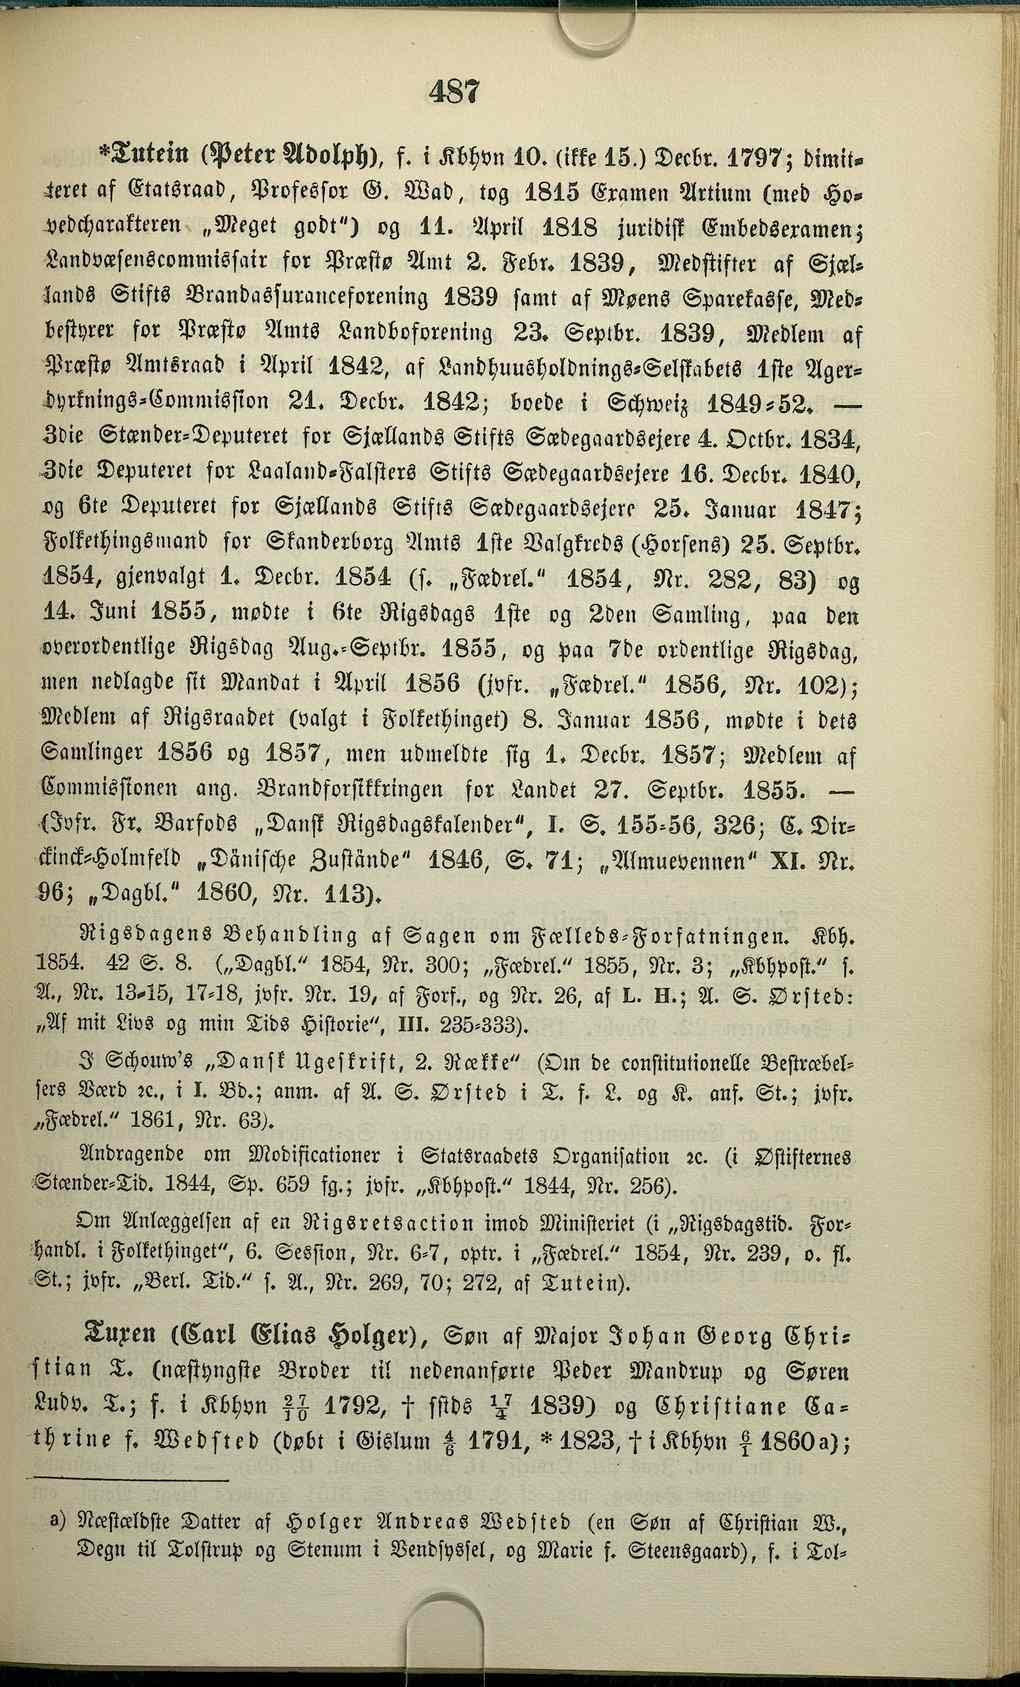 487
*Tutein (Peter Adolph), f. i Kbhvn 10. (ikke 15.) Decbr. 1797; dimit-
teret af Etatsraad, Professor G. Wad, tog 1815 Examen Artium (med Ho-
vedcharakteren „Meget godt“) og 11. April 1818 juridisk Embedsexamen;
Landvæsenscommissair for Præstø Amt 2. Febr. 1839, Medstifter af Sjæl-
lands Stifts Brandassuranceforening 1839 samt af Møens Sparekasse, Med-
bestyrer for Præstø Amts Landboforening 23. Septbr. 1839, Medlem af
Præstø Amtsraad i April 1842, af Landhuusholdnings-Selskabets 1ste Ager-
dyrknings-Commission 21. Decbr. 1842; boede i Schweiz 1849-52. —
3die Stænder-Deputeret for Sjællands Stifts Sædegaardsejere 4. Octbr. 1834,
3die Deputeret for Laaland-Falsters Stifts Sædegaardsejere 16. Decbr. 1840,
og 6te Deputeret for Sjællands Stifts Sædegaardsejere 25. Januar 1847;
Folkethingsmand for Skanderborg Amts 1ste Valgkreds (Horsens) 25. Septbr.
1854, gjenvalgt 1. Decbr. 1854 (s. „Fædrel.“ 1854, Nr. 282, 83) og
14. Juni 1855, mødte i 6te Rigsdags 1ste og 2den Samling, paa den
overordentlige Rigsdag Aug.-Septbr. 1855, og paa 7de ordentlige Rigsdag,
men nedlagde sit Mandat i April 1856 (jvfr. „Fædrel.“ 1856, Nr. 102);
Medlem af Rigsraadet (valgt i Folkethinget) 8. Januar 1856, mødte i dets
Samlinger 1856 og 1857, men udmeldte sig 1. Decbr. 1857; Medlem af
Commissionen ang. Brandforsikkringen for Landet 27. Septbr. 1855. —
(Jvfr. Fr. Barfods „Dansk Rigsdagskalender“, I. S. 155-56, 326; C. Dir-
ckinck-Holmfeld „Dänische Zustände“ 1846, S. 71; „Almuevennen“ XI. Nr.
96; „Dagbl.“ 1860, Nr. 113).
Rigsdagens Behandling af Sagen om Fælleds-Forfatningen. Kbh.
1854. 42 S. 8. („Dagbl.“ 1854, Nr. 300; „Fædrel.“ 1855, Nr. 3; „Kbhpost.“ s.
A., Nr. 13-15, 17-18, jvfr. Nr. 19, af Forf., og Nr. 26, af L. H.; A. S. Ørsted:
„Af mit Livs og min Tids Historie“, III. 235-333).
I Schouw's „Dansk Ugeskrift, 2. Række“ (Om de constitutionelle Bestræbel-
sers Værd ꝛc., i I. Bd.; anm. af A. S. Ørsted i T. f. L. og K. anf. St.; jvfr.
„Fædrel.“ 1861, Nr. 63).
Andragende om Modificationer i Statsraadets Organisation ꝛc. (i Østifternes
Stænder-Tid. 1844, Sp. 659 fg.; jvfr. „Kbhpost.“ 1844, Nr. 256).
Om Anlæggelsen af en Rigsretsaction imod Ministeriet (i „Rigsdagstid. For-
handl. i Folkethinget“, 6. Session, Nr. 6-7, optr. i „Fædrel.“ 1854, Nr. 239, o. fl.
St.; jvfr. „Berl. Tid.“ s. A., Nr. 269, 70; 272, af Tutein).
Tuxen (Carl Elias Holger), Søn af Major Johan Georg Chri-
stian T. (næstyngste Broder til nedenanførte Peder Mandrup og Søren
Ludv. T.; f. i Kbhvn 27/10 1792, † sstds 17/4 1839) og Christiane Ca-
thrine f. Wedsted (døbt i Gislum 4/6 1791, * 1823, † i Kbhvn 6/1 1860 a);
a) Næstældste Datter af Holger Andreas Wedsted (en Søn af Christian W.,
Degn til Tolstrup og Stenum i Vendsyssel, og Marie f. Steensgaard), f. i Tol-